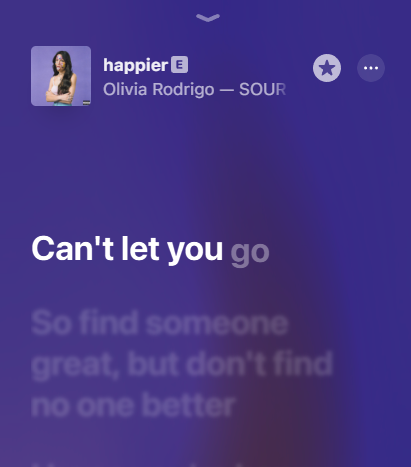 happier E
Olivia Rodrigo — SOUR
Can't let you go
So find someone
great, but don't find
no one better